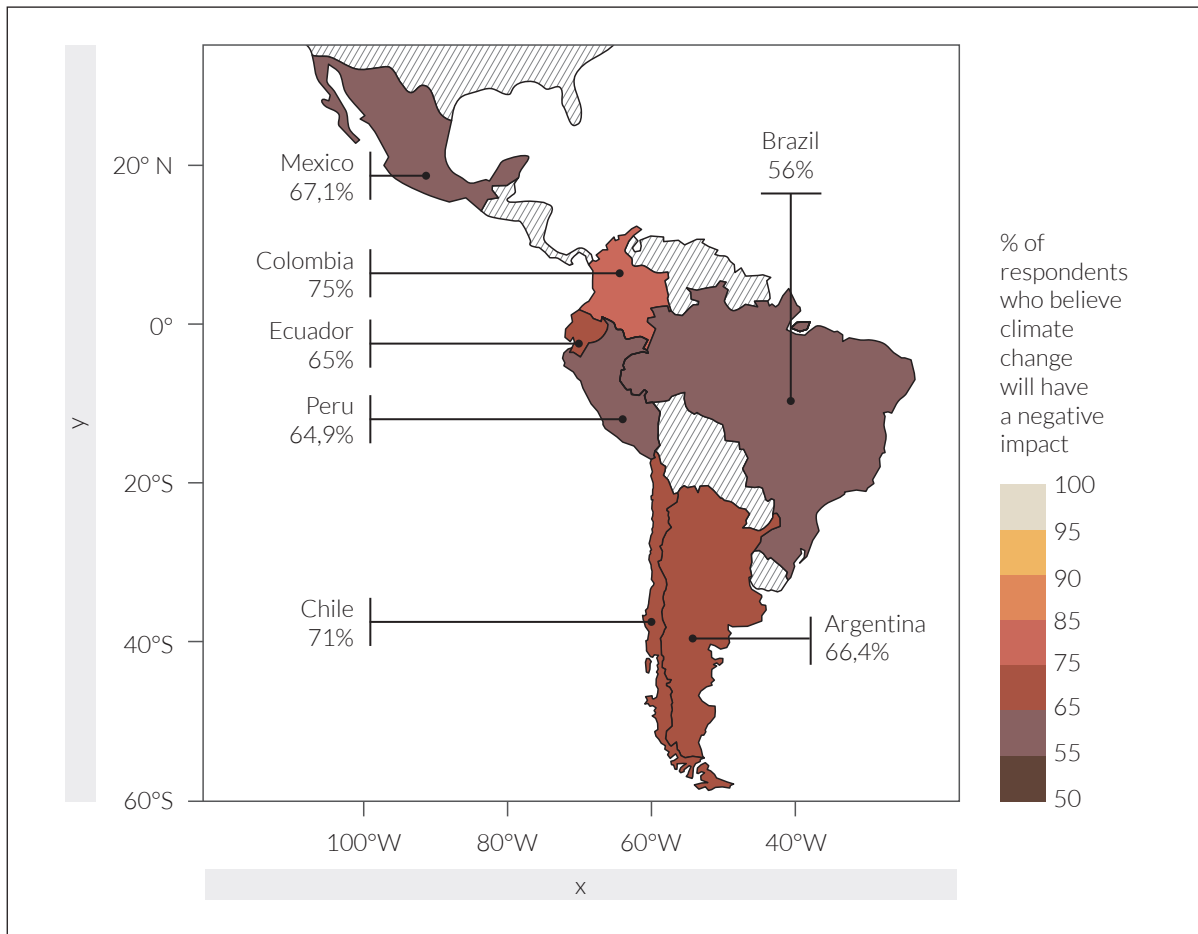 Brazil
56%
20° N
Mexico
67,1%
Colombia
75%
0°
Ecuador
65%
Peru
64,9%
y
20°S
Chile
71%
40°S
Argentina
66,4%
60°S
100°W
80°W
60°W
40°W
x
% of
respondents
who believe
climate
change
will have
a negative
impact
100
95
90
85
75
65
55
50